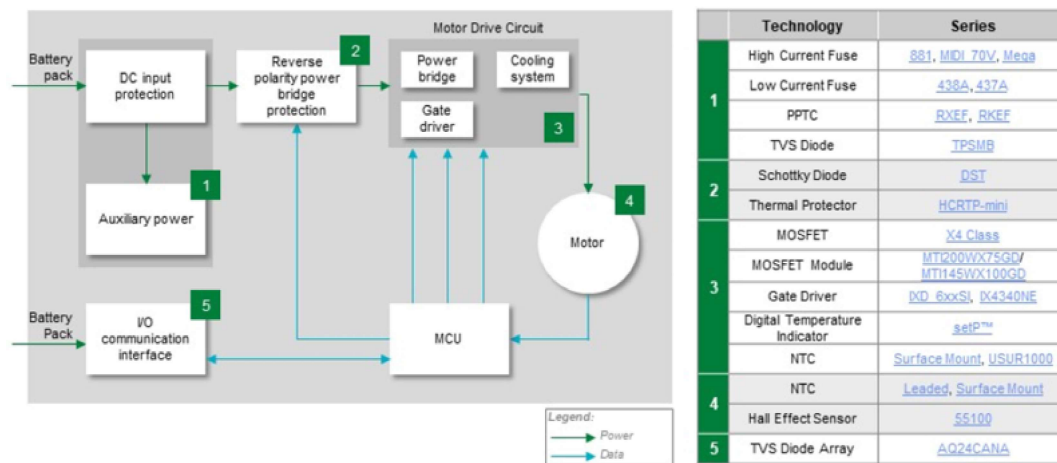 Motor Drive Circuit
Battery
pack
DC input
protection
2
Reverse
polarity power
bridge
protection
Power
bridge
Cooling
system
Gate
driver
3
1
Auxiliary power
4
Motor
Battery
Pack
5
I/O
communication
interface
MCU
Legend:
Power
Data
Technology Series
1
High Current Fuse 881, MIDI 70V, Mega
Low Current Fuse 438A, 437A
PPTC RXEF, RKEF
TVS Diode TPSMB
2
Schottky Diode DST
Thermal Protector HCRTP-mini
3
MOSFET X4 Class
MOSFET Module MTI200WX75GD/
MTI145WX100GD
Gate Driver IXD_6xxSI, IX4340NE
Digital Temperature
Indicator setP™
NTC Surface Mount, USUR1000
4
NTC Leaded, Surface Mount
Hall Effect Sensor 55100
5 TVS Diode Array AQ24CANA